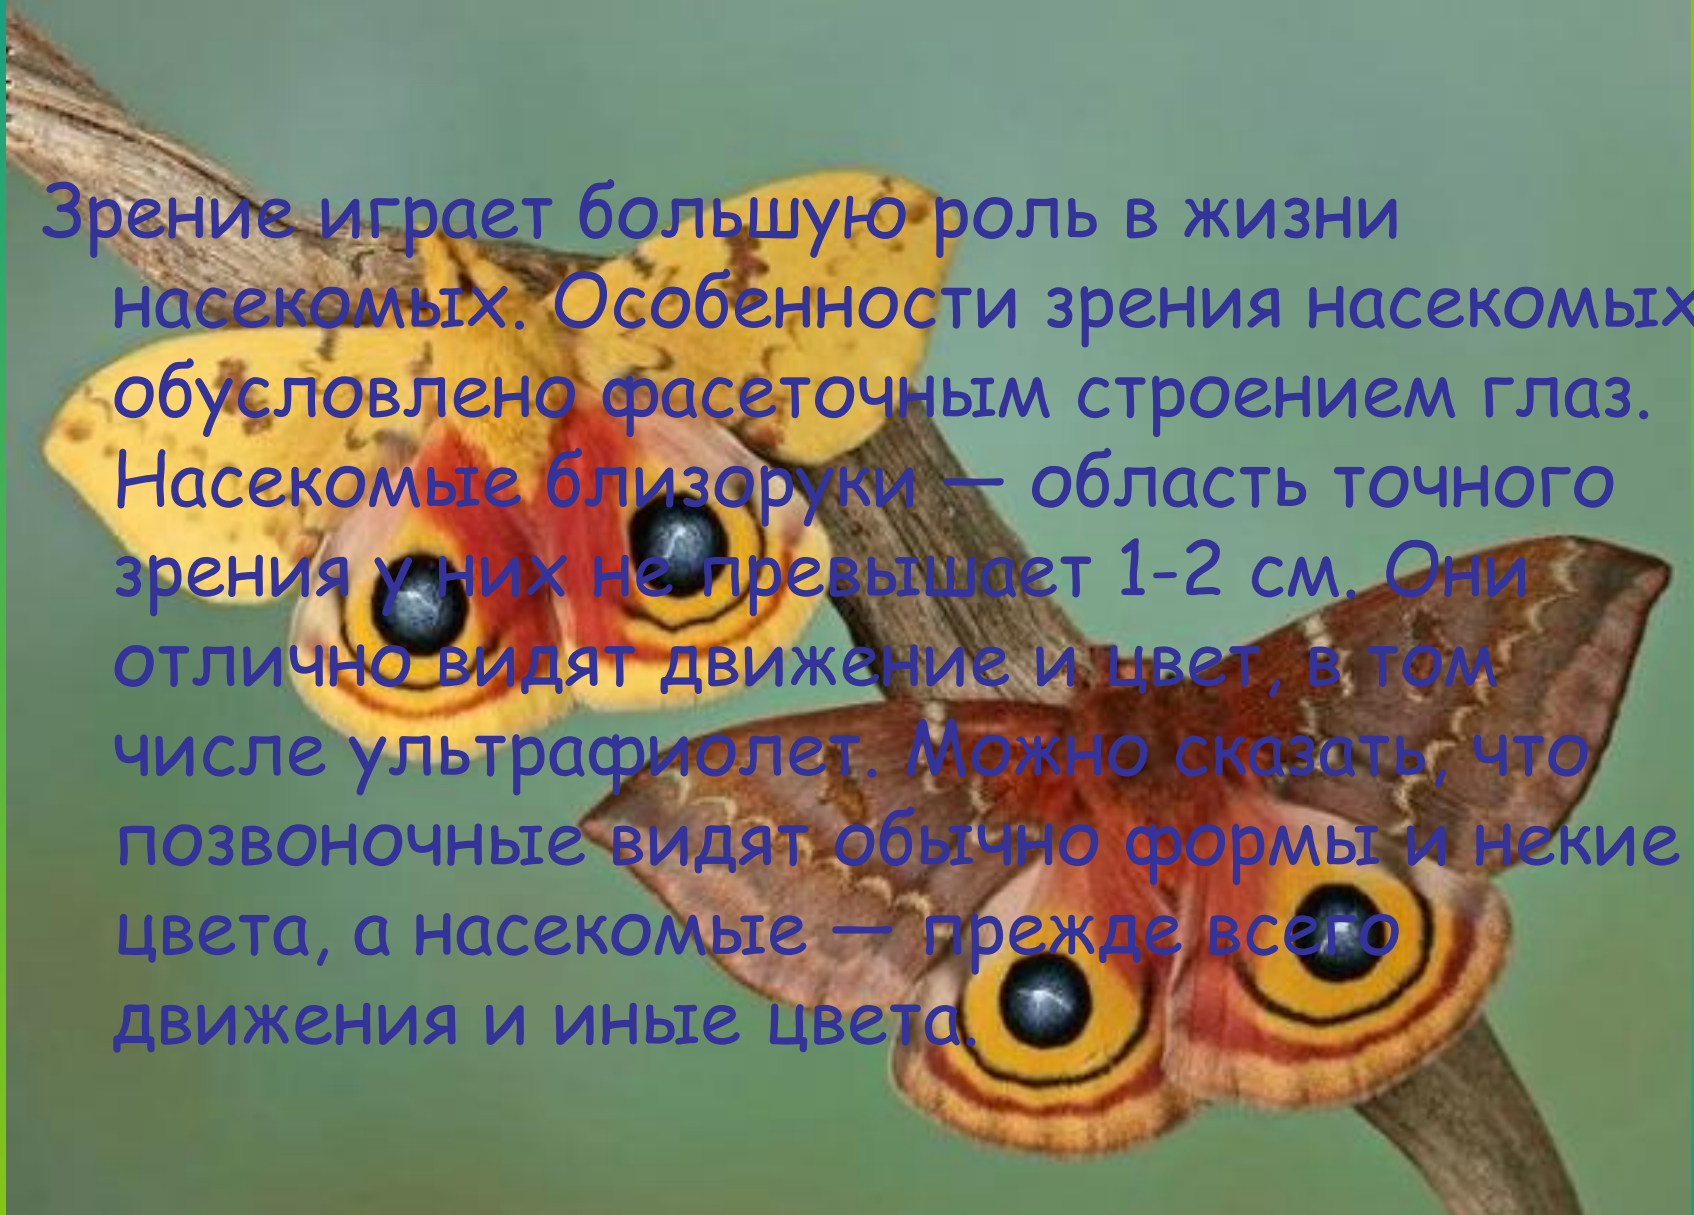 Зрение играет большую роль в жизни
насекомых. Особенности зрения насекомых
обусловлено фасеточным строением глаз.
Насекомые близоруки — область точного
зрения у них не превышает 1-2 см. Они
отлично видят движение и цвет, в том
числе ультрафиолет. Можно сказать, что
позвоночные видят обычно формы и некие
цвета, а насекомые — прежде всего
движения и иные цвета.